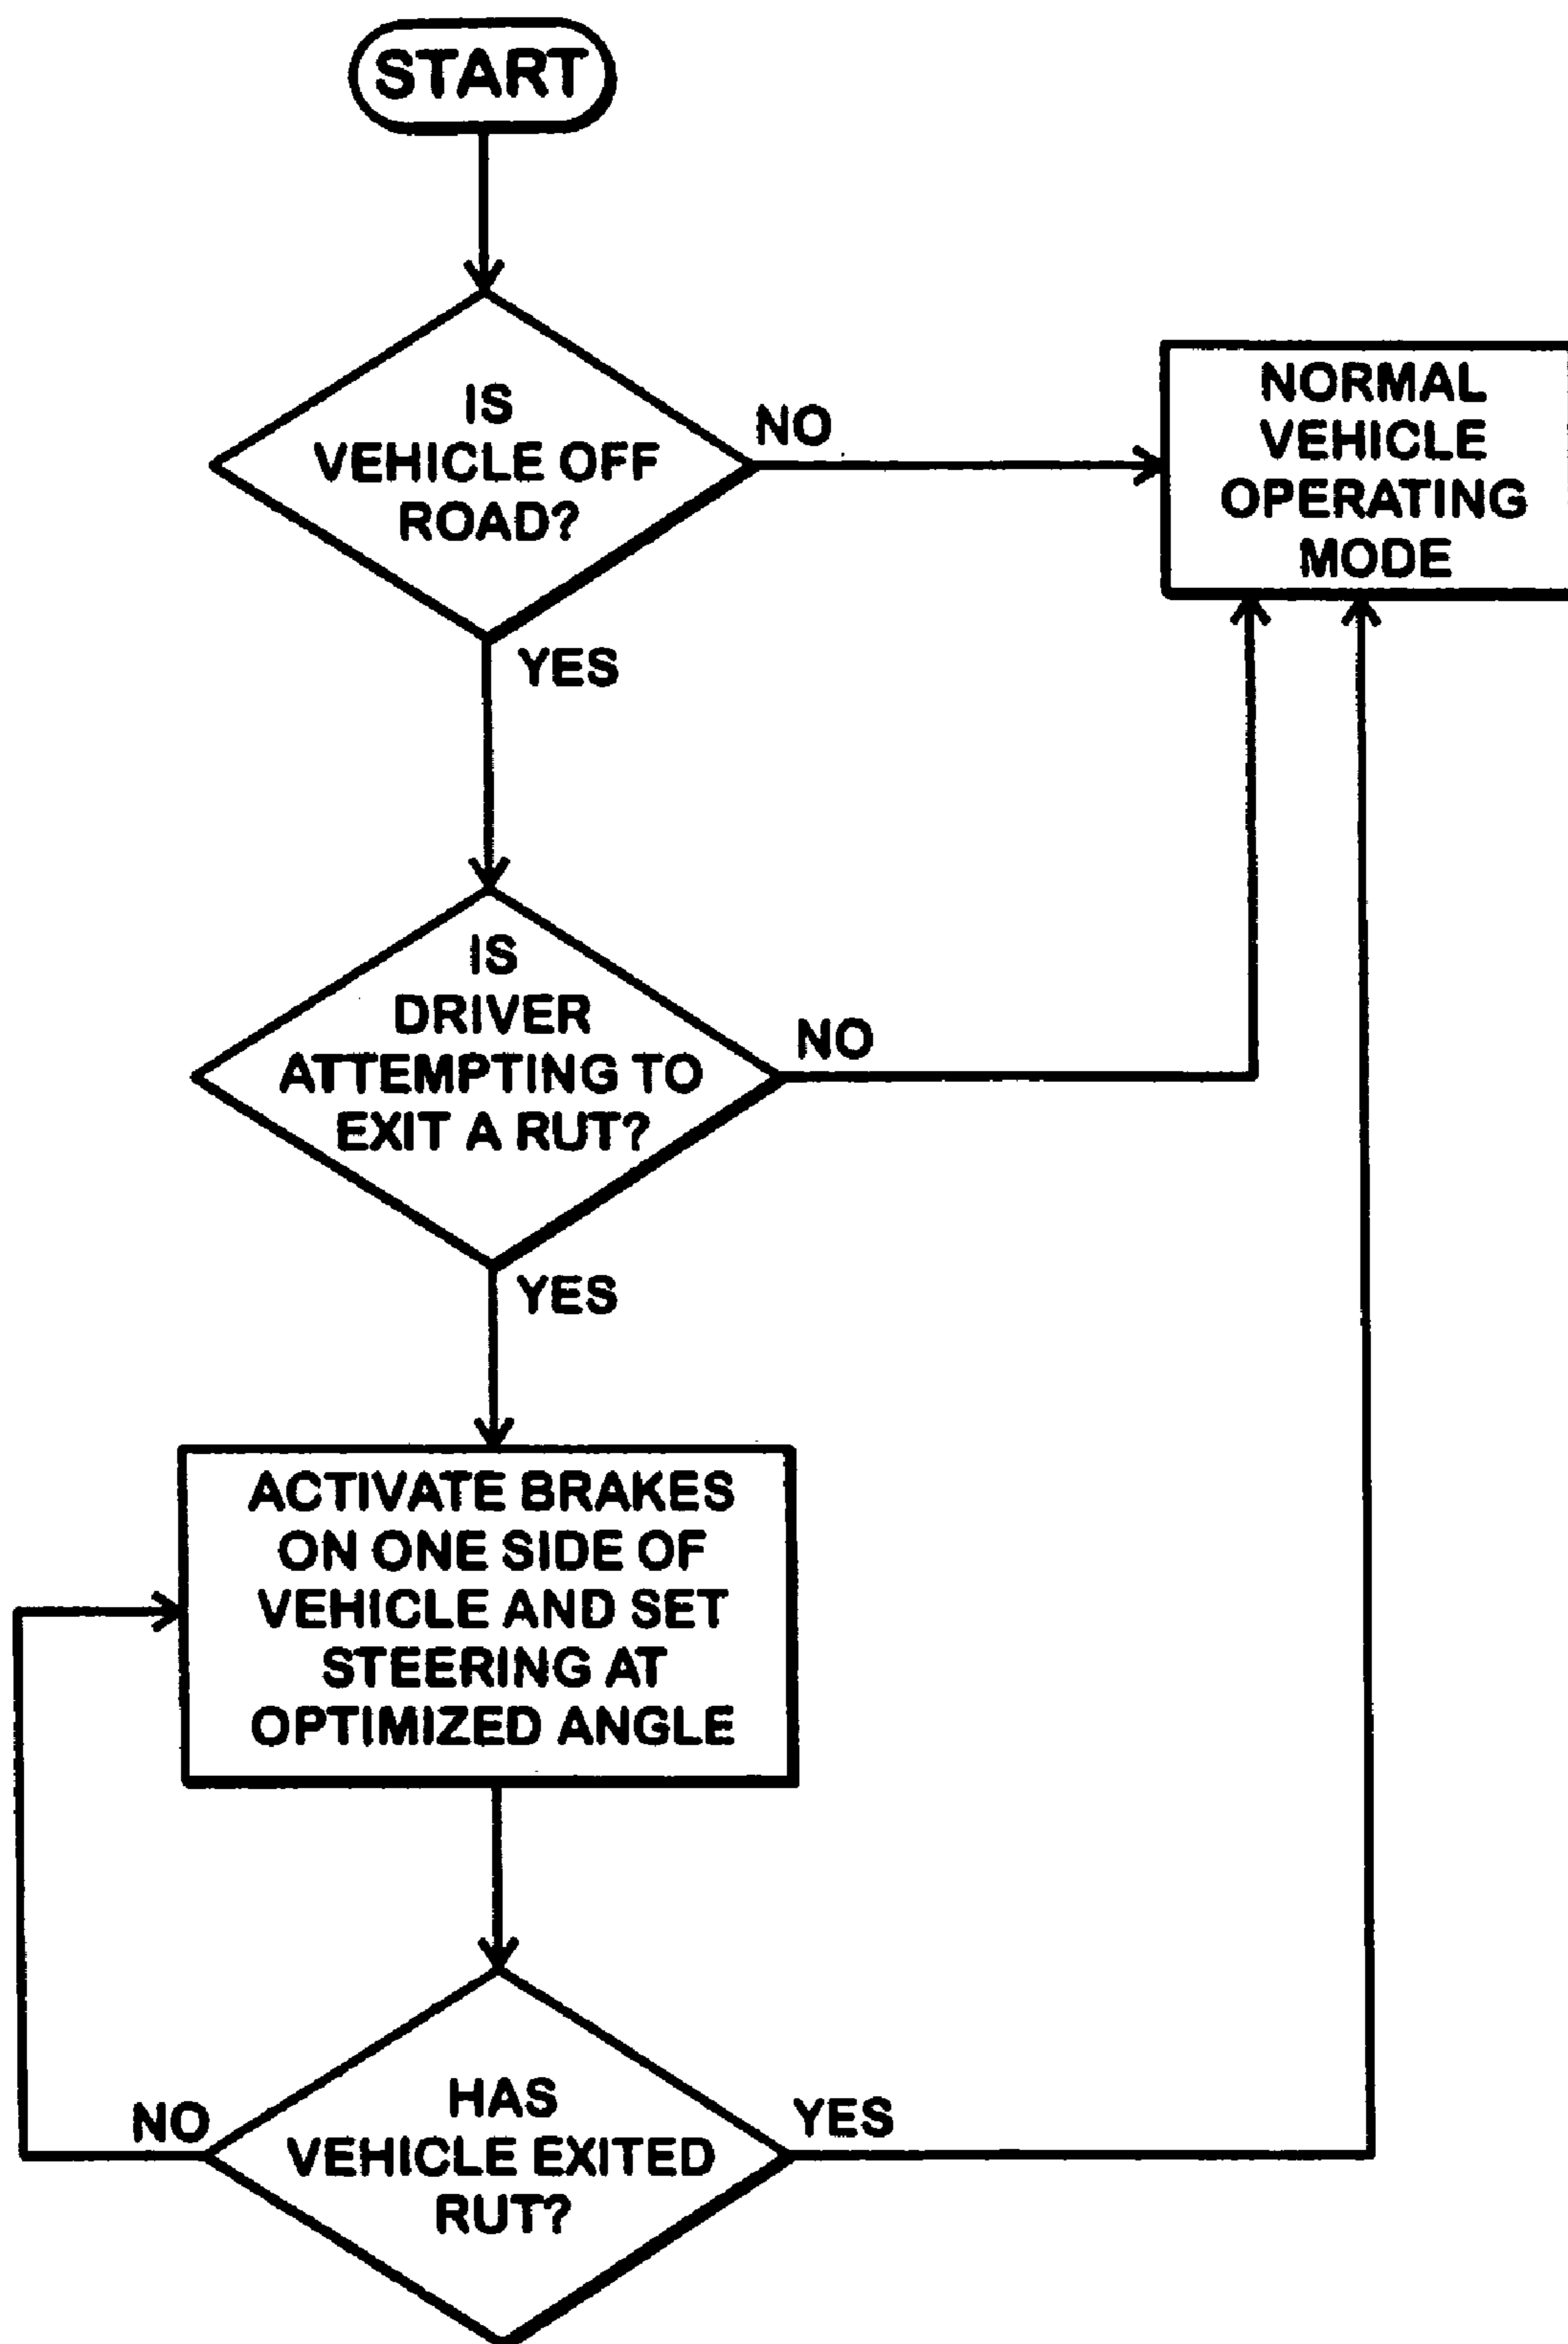 START
IS
VEHICLE OFF
ROAD?
NO
NORMAL
VEHICLE
OPERATING
MODE
YES
IS
DRIVER
ATTEMPTING TO
EXIT A RUT?
NO
YES
ACTIVATE BRAKES
ON ONE SIDE OF
VEHICLE AND SET
STEERING AT
OPTIMIZED ANGLE
HAS
VEHICLE EXITED
RUT?
NO
YES